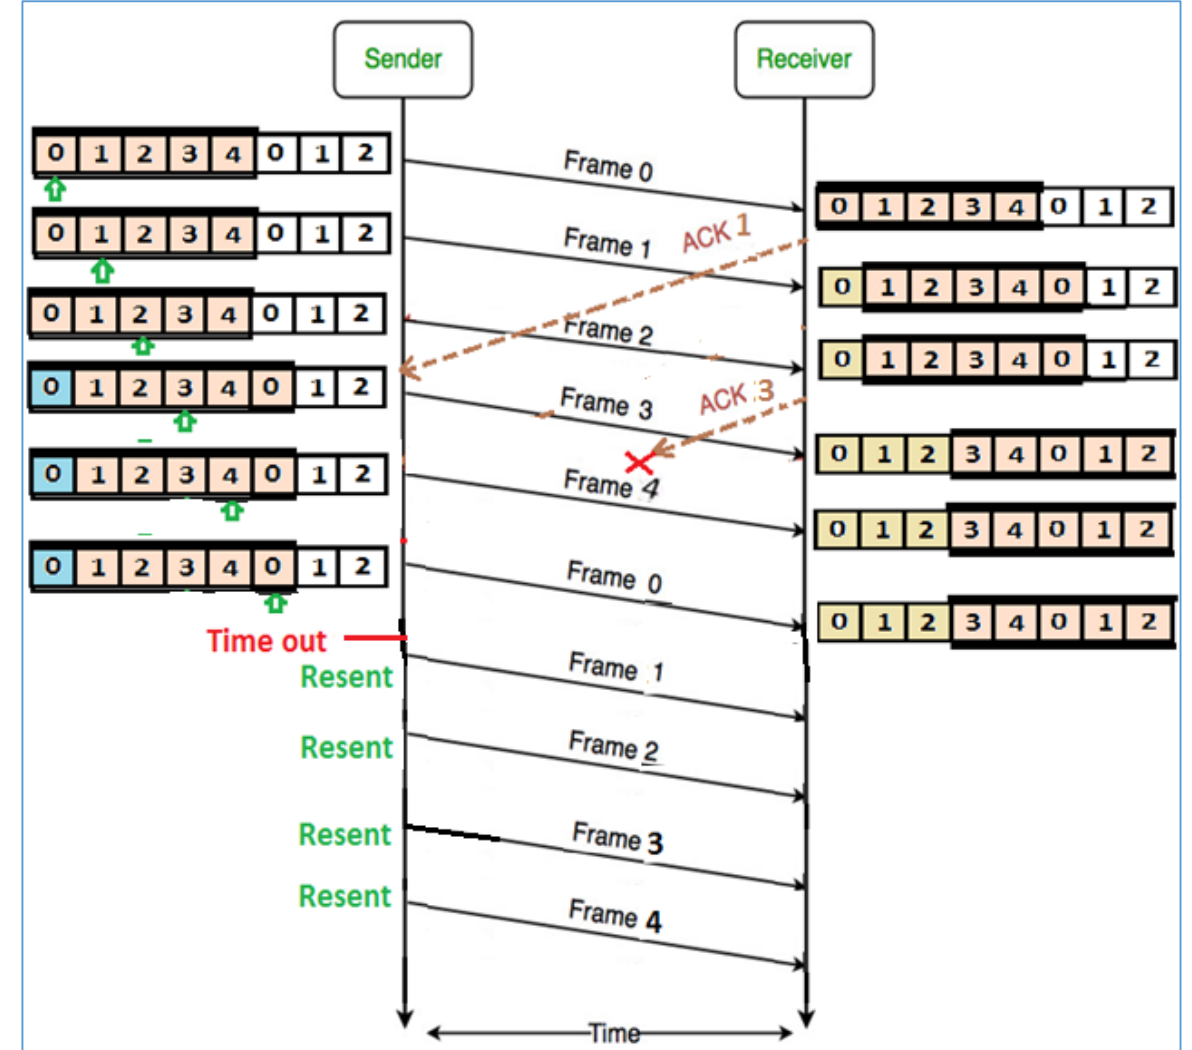 Sender Receiver
0 1 2 3 4 0 1 2
Frame 0
0 1 2 3 4 0 1 2
ACK 1
0 1 2 3 4 0 1 2
Frame 1
0 1 2 3 4 0 1 2
0 1 2 3 4 0 1 2
Frame 2
0 1 2 3 4 0 1 2
0 1 2 3 4 0 1 2
Frame 3
ACK 3
0 1 2 3 4 0 1 2
0 1 2 3 4 0 1 2
Frame 4
0 1 2 3 4 0 1 2
0 1 2 3 4 0 1 2
Frame 0
0 1 2 3 4 0 1 2
Time out
Resent Frame 1
Resent Frame 2
Resent Frame 3
Resent Frame 4
Time